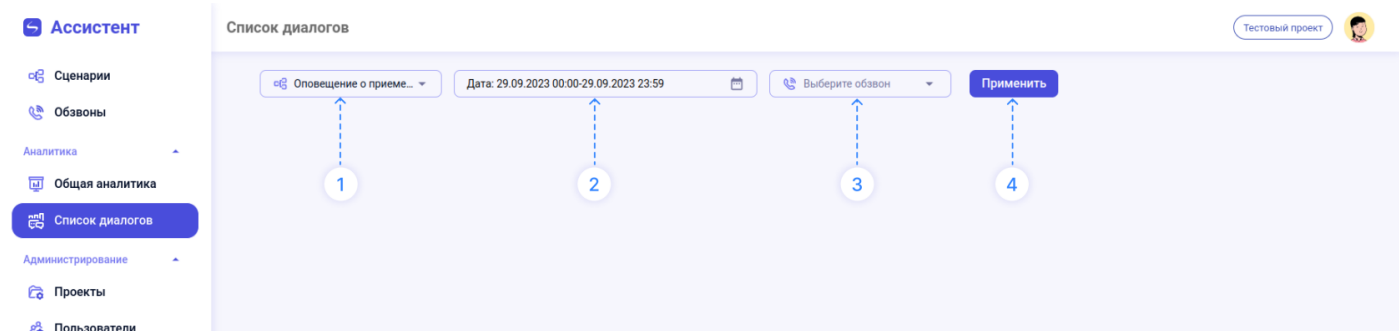 Ассистент
Список диалогов
Тестовый проект
Сценарии
Оповещение о приеме...
Дата: 29.09.2023 00:00-29.09.2023 23:59
Выберите обзвон
Применить
Обзвоны
Аналитика
1
2
3
4
Общая аналитика
Список диалогов
Администрирование
Проекты
Пользователи